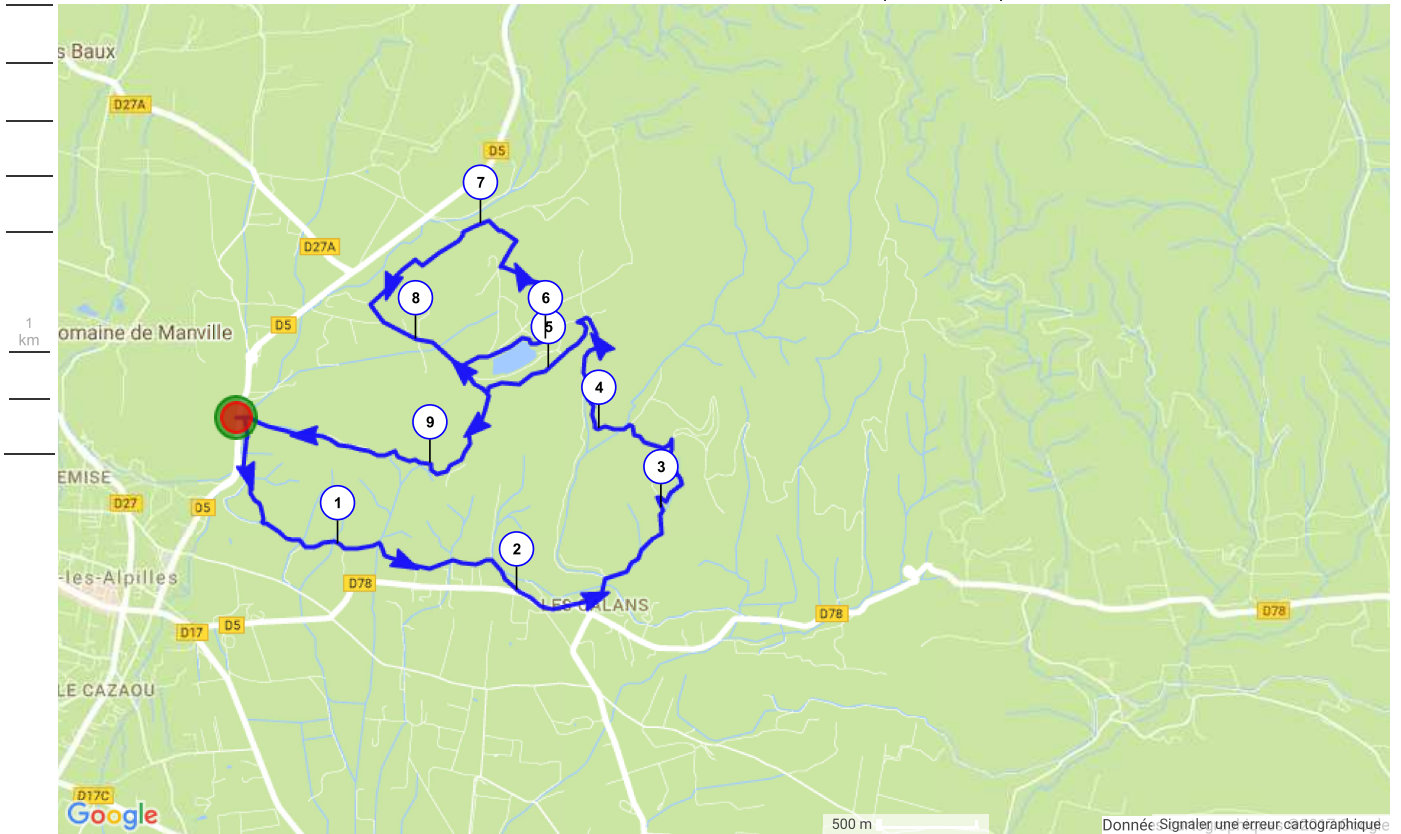 s Baux
D27A
D5
7
D27A
6
8
5
D5
1
km
omaine de Manville
4
9
3
EMISE
D27
D5
1
2
-les-Alpilles
D78
LES CALANS
D78
D78
D17
D5
LE CAZAOU
D17C
Google
500 m
Donnée Signaler une erreur cartographique